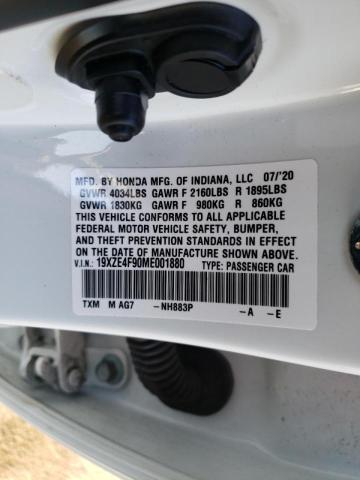 MFD. BY HONDA MFG. OF INDIANA, LLC 07/'20
GVWR 4034LBS GAWR F 2160LBS R 1895LBS
GVWR 1830KG GAWR F 980KG R 860KG
THIS VEHICLE CONFORMS TO ALL APPLICABLE
FEDERAL MOTOR VEHICLE SAFETY, BUMPER,
AND THEFT PREVENTION STANDARDS IN EFFECT
ON THE DATE OF MANUFACTURE SHOWN ABOVE.
V.I.N.: 19XZE4F90ME001880 TYPE: PASSENGER CAR
TXM M AG7 -NH883P -A -E